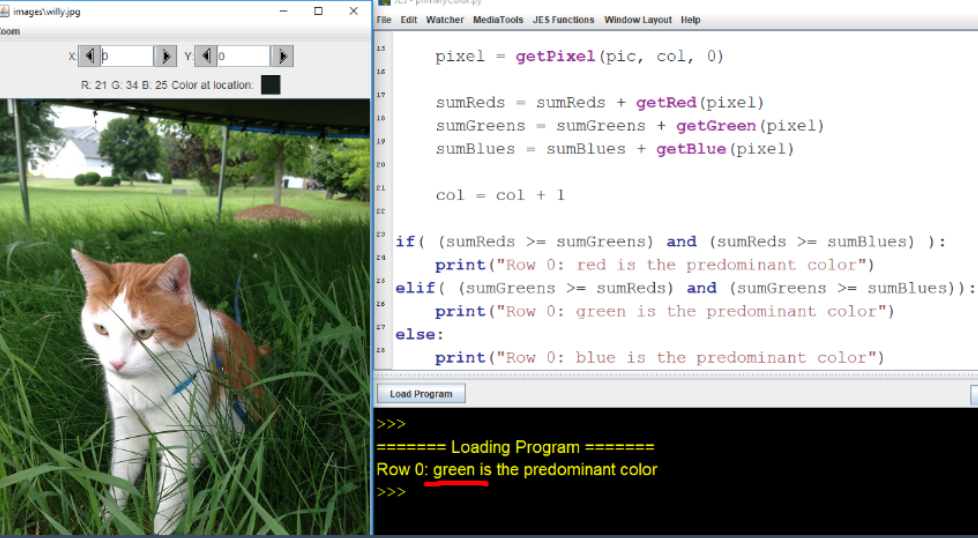 images\willy.jpg
Zoom
X: 0 Y: 0
R: 21 G: 34 B: 25 Color at location:
JES - primaryColor.py
File Edit Watcher MediaTools JES Functions Window Layout Help
15 pixel = getPixel(pic, col, 0)
16
17 sumReds = sumReds + getRed(pixel)
18 sumGreens = sumGreens + getGreen(pixel)
19 sumBlues = sumBlues + getBlue(pixel)
20
21 col = col + 1
22
23 if( (sumReds >= sumGreens) and (sumReds >= sumBlues) ):
24 print("Row 0: red is the predominant color")
25 elif( (sumGreens >= sumReds) and (sumGreens >= sumBlues)):
26 print("Row 0: green is the predominant color")
27 else:
28 print("Row 0: blue is the predominant color")
Load Program
>>>
======= Loading Program =======
Row 0: green is the predominant color
>>>